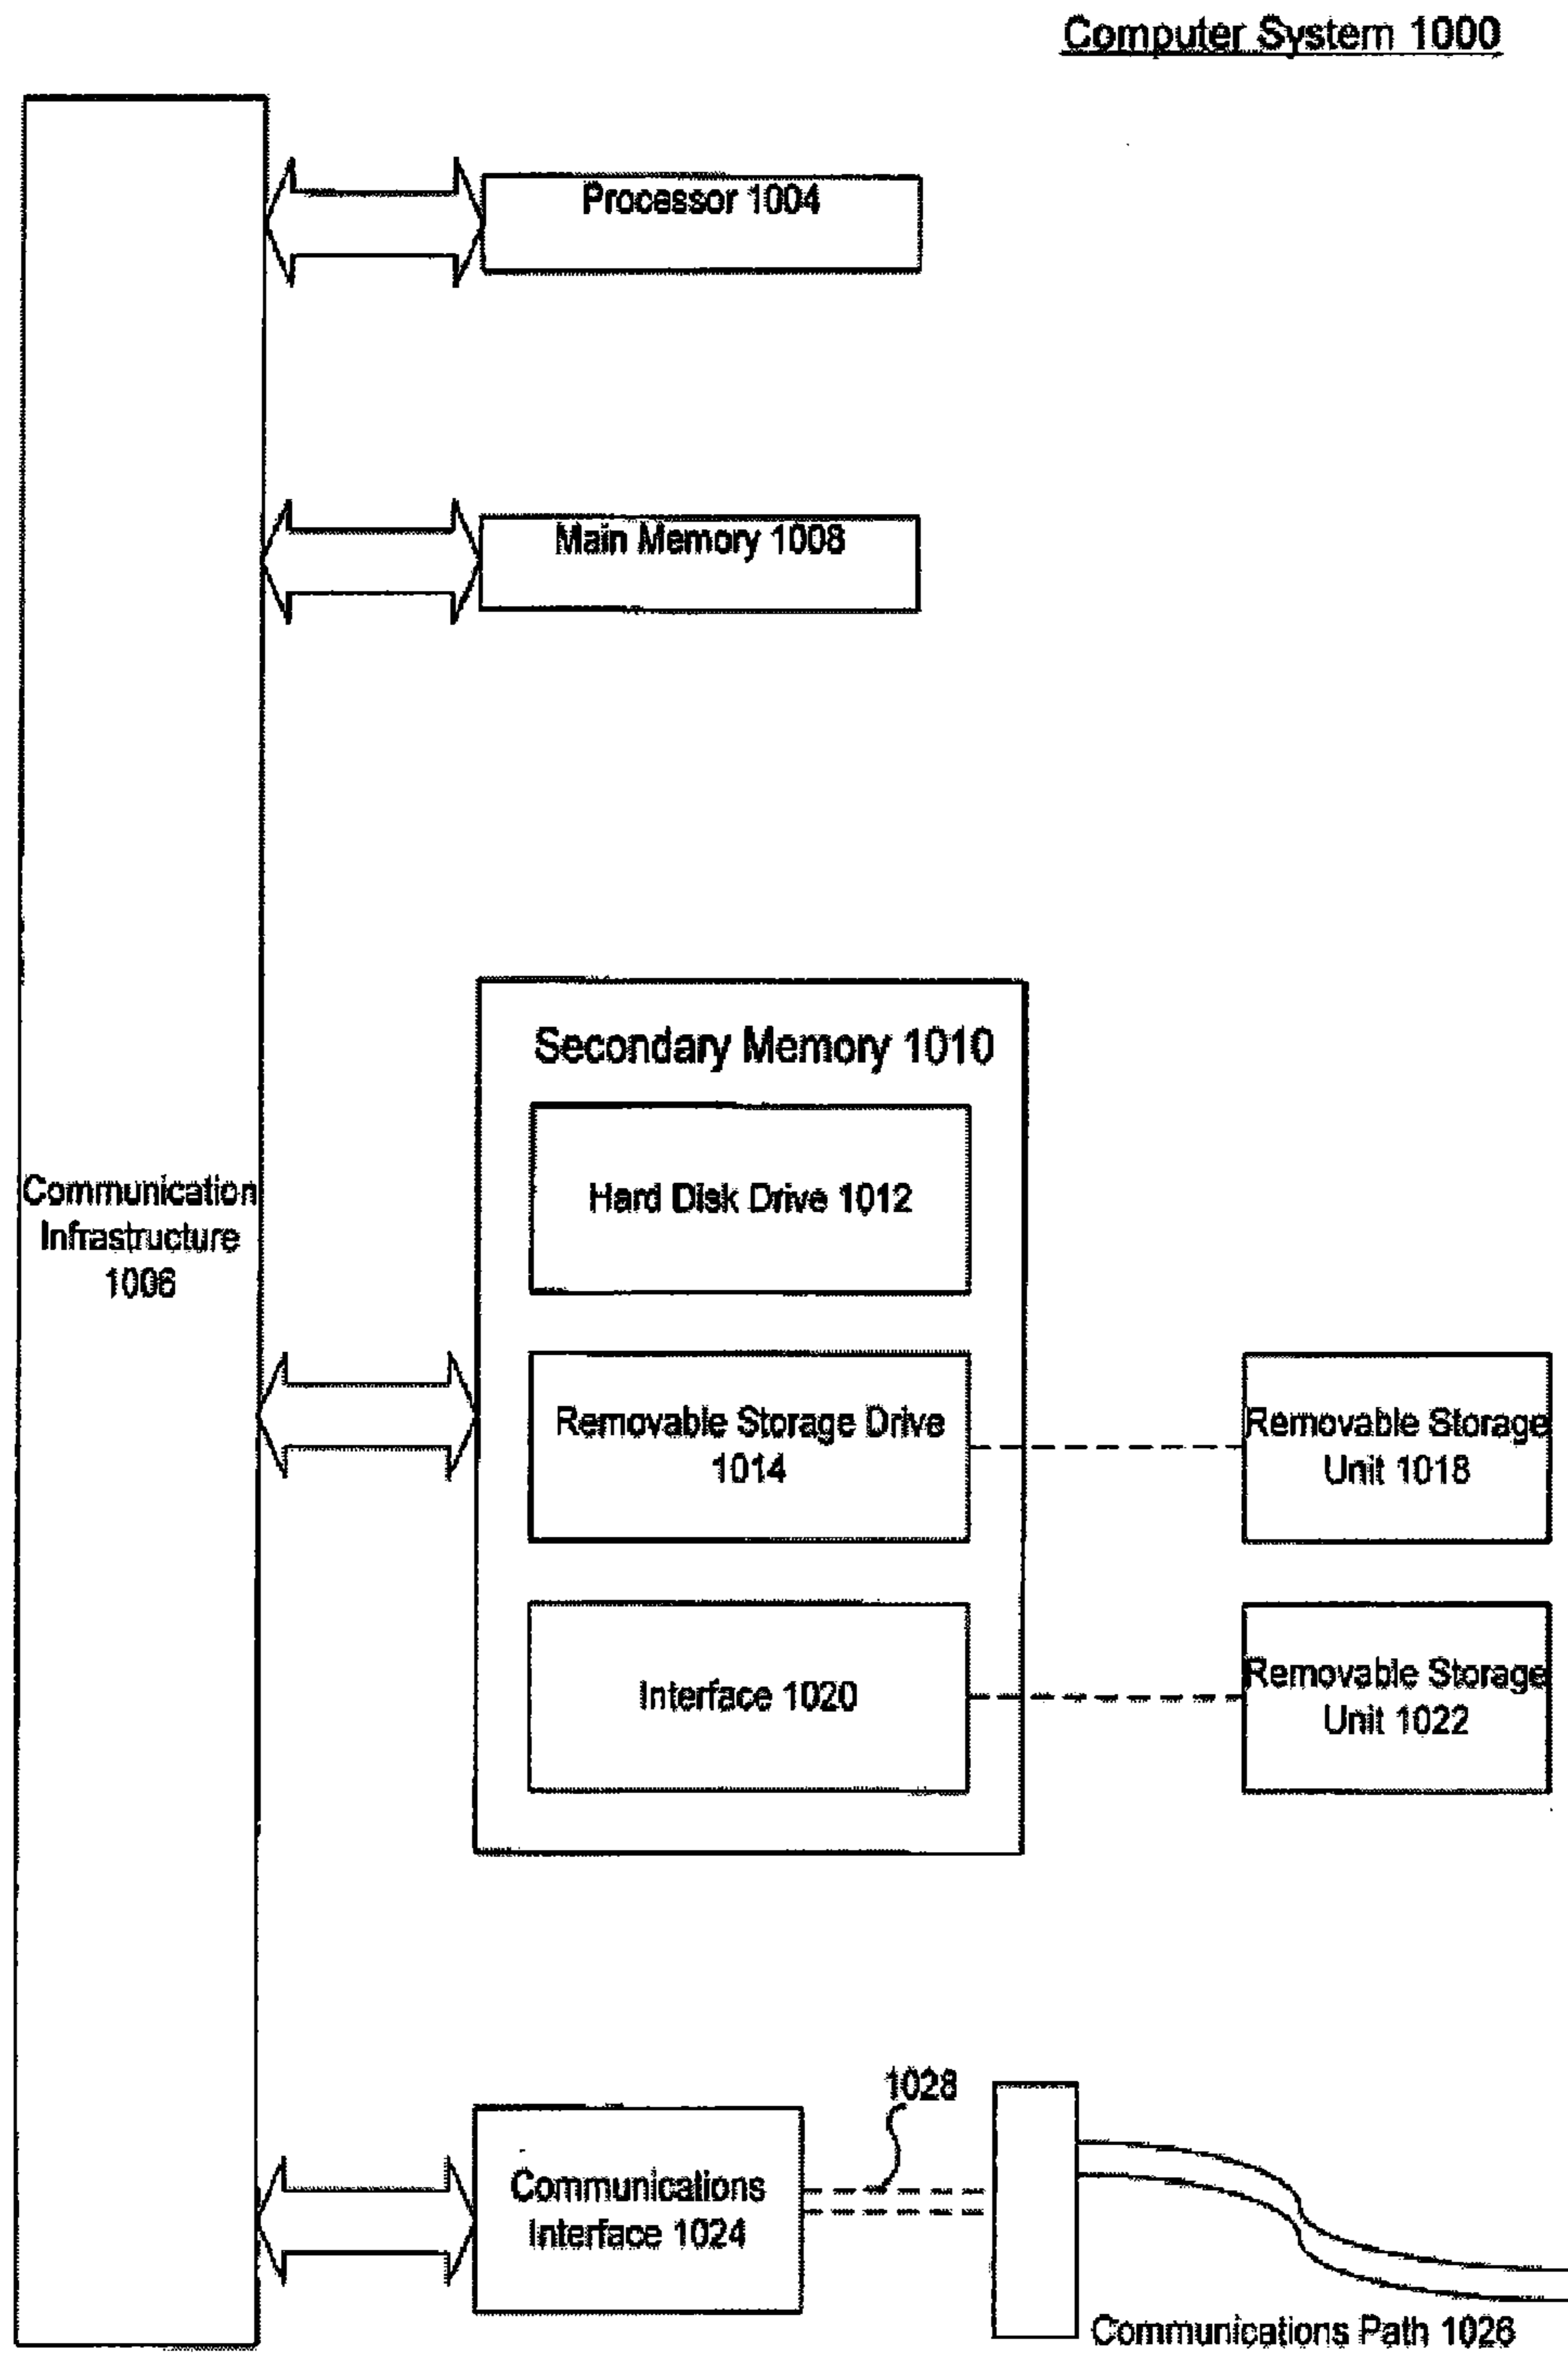 Computer System 1000
Processor 1004
Main Memory 1008
Secondary Memory 1010
Hard Disk Drive 1012
Communication
Infrastructure
1006
Removable Storage Drive
1014
Removable Storage
Unit 1018
Interface 1020
Removable Storage
Unit 1022
1028
Communications
Interface 1024
Communications Path 1026